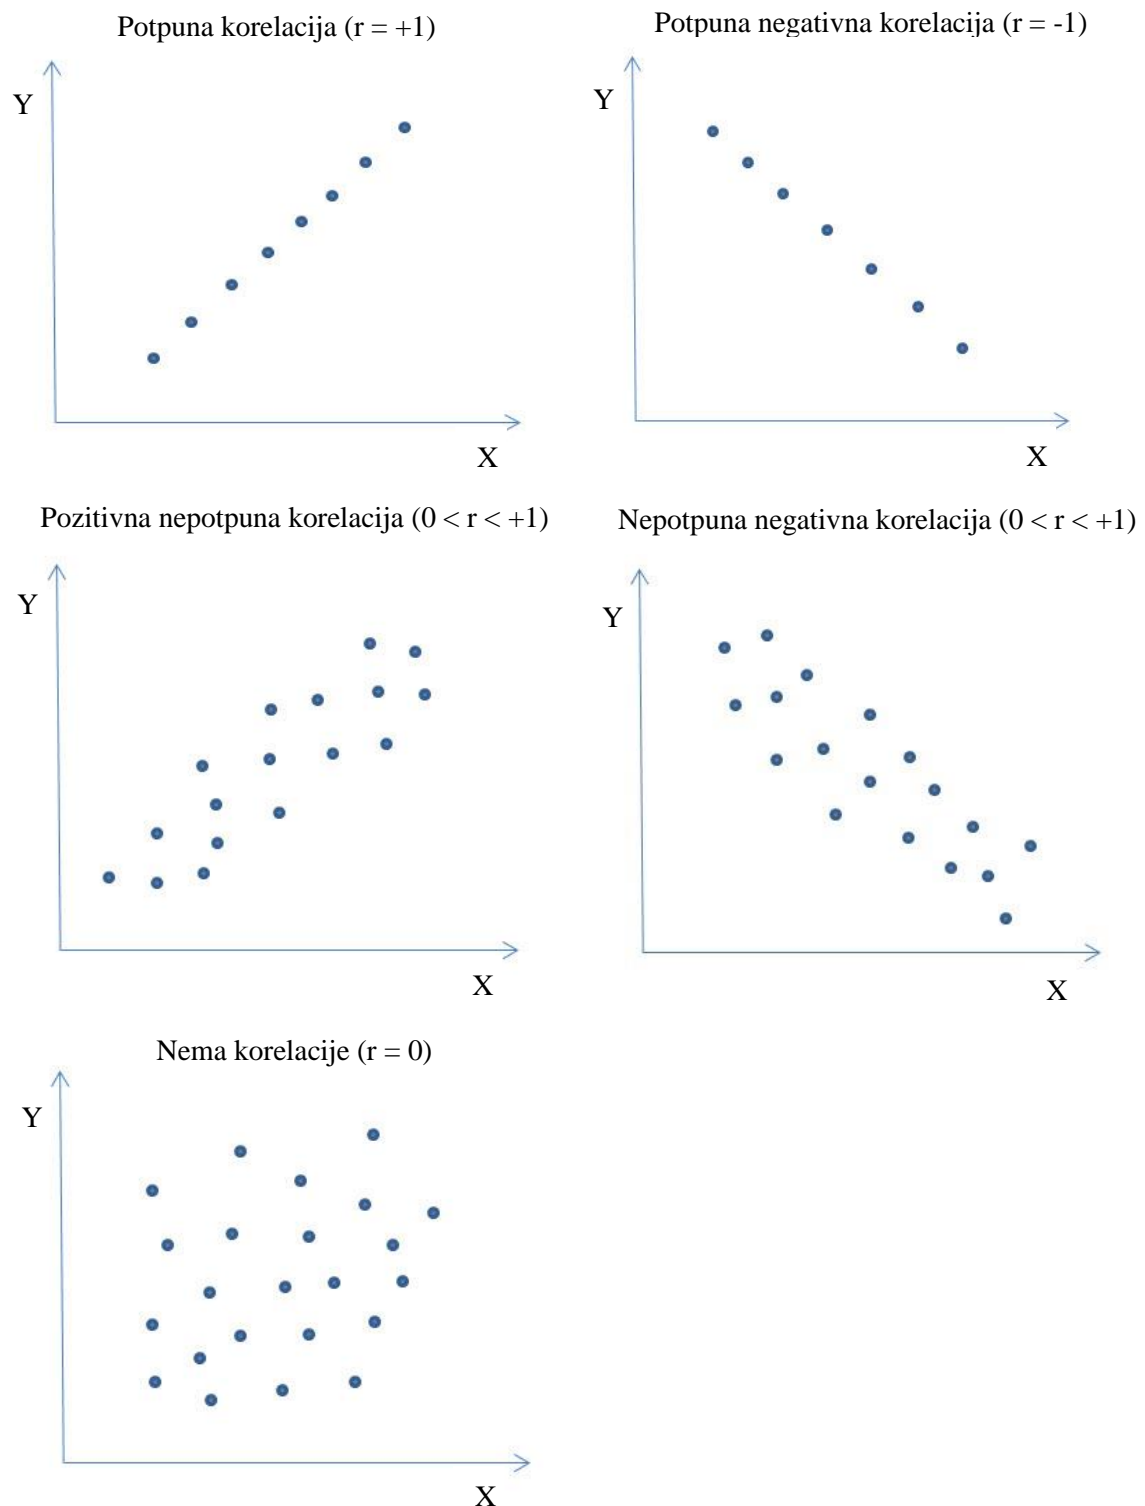 Potpuna korelacija (r = +1)
Y
X
Potpuna negativna korelacija (r = -1)
Y
X
Pozitivna nepotpuna korelacija (0 < r < +1)
Y
X
Nepotpuna negativna korelacija (0 < r < +1)
Y
X
Nema korelacije (r = 0)
Y
X